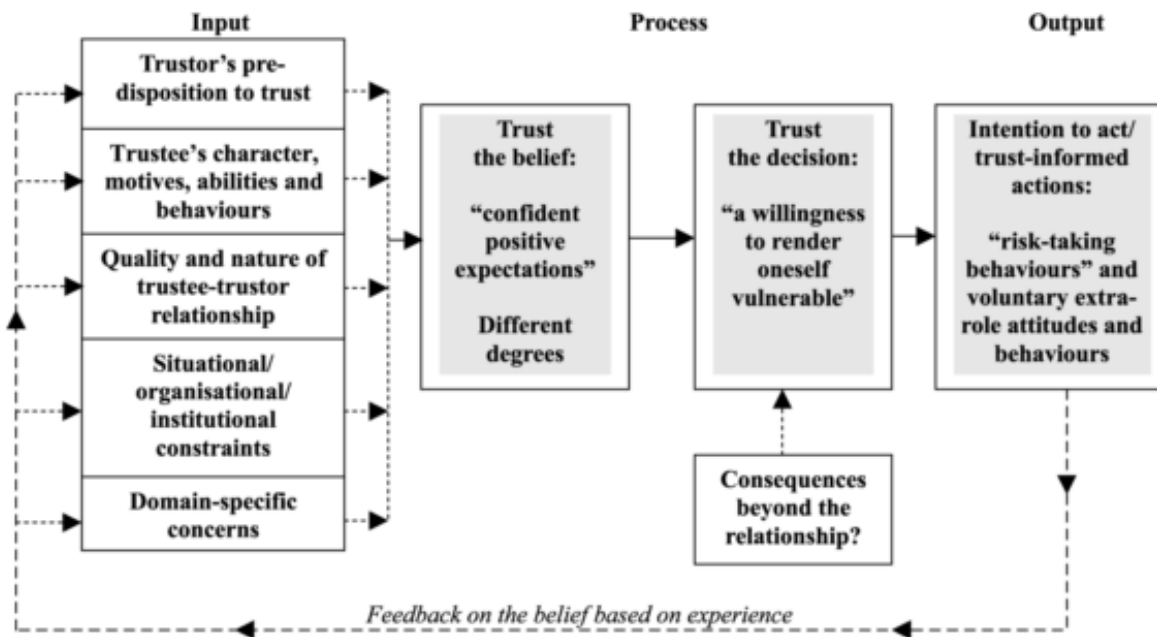 Input
Process
Output
Trustor's pre-
disposition to trust
Trustee's character,
motives, abilities and
behaviours
Quality and nature of
trustee-trustor
relationship
Situational/
organisational/
institutional
constraints
Domain-specific
concerns
Trust
the belief:
“confident
positive
expectations”
Different
degrees
Trust
the decision:
“a willingness
to render
oneself
vulnerable”
Consequences
beyond the
relationship?
Intention to act/
trust-informed
actions:
“risk-taking
behaviours” and
voluntary extra-
role attitudes and
behaviours
Feedback on the belief based on experience